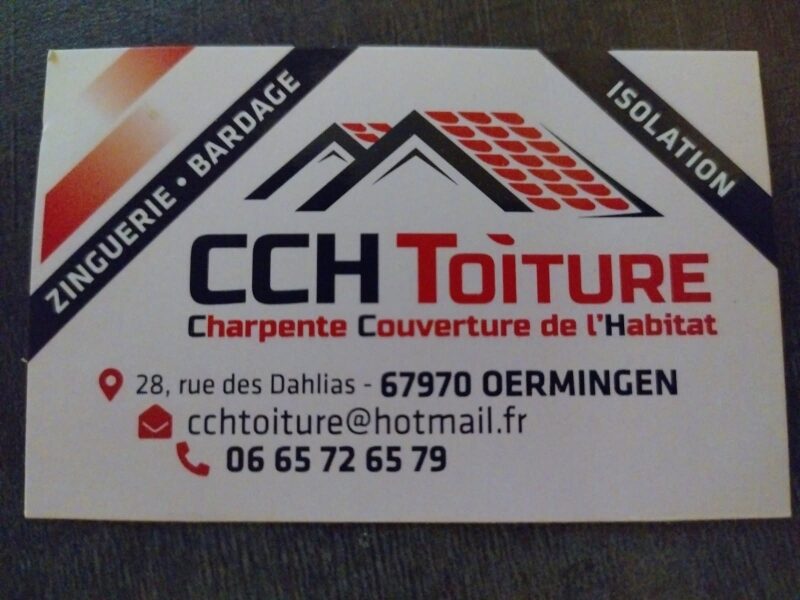 ZINGUERIE • BARDAGE
ISOLATION
CCH TOITURE
Charpente Couverture de l'Habitat
28, rue des Dahlias - 67970 OERMINGEN
cchtoiture@hotmail.fr
06 65 72 65 79